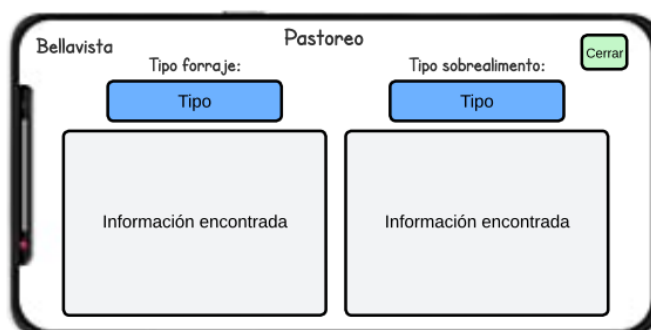 Pastoreo
Bellavista
Cerrar
Tipo forraje:
Tipo sobrealimento:
Tipo
Tipo
Información encontrada
Información encontrada